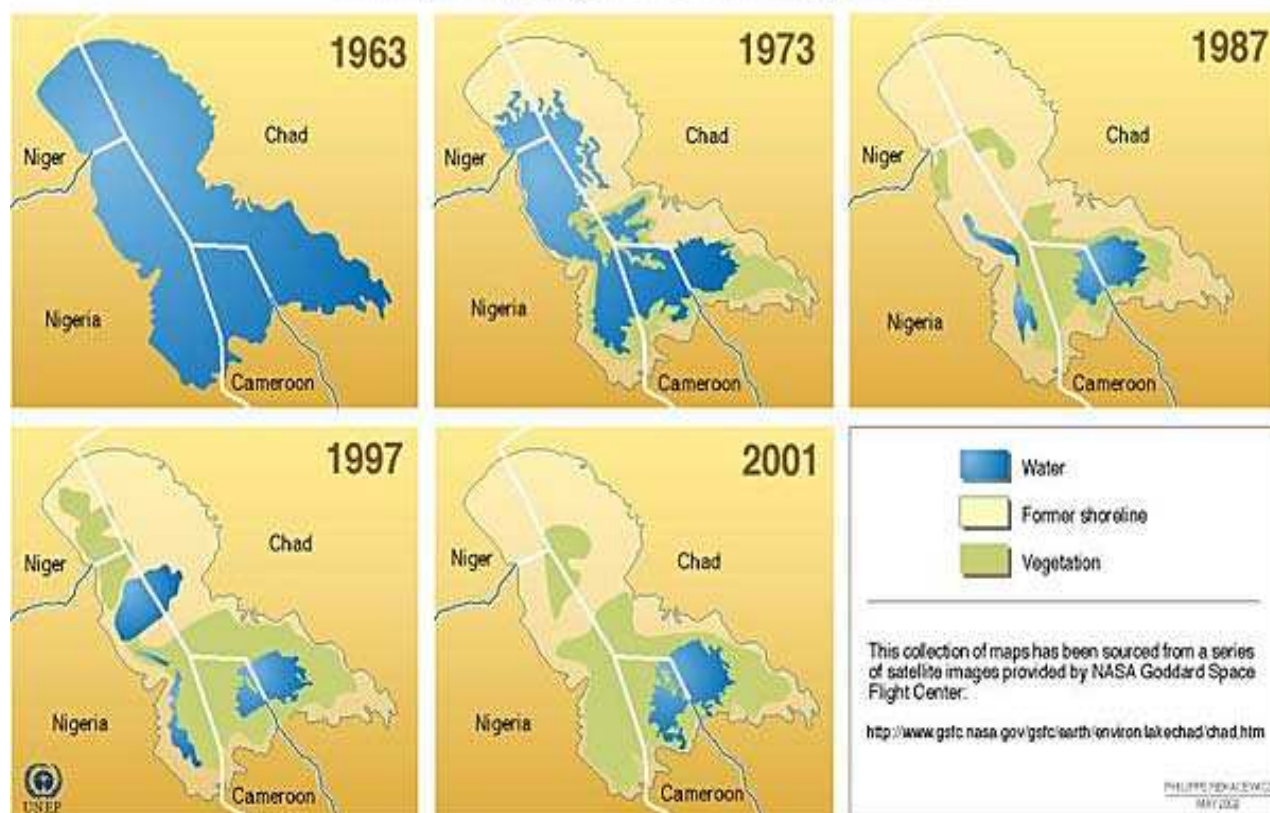 1963
Chad
Niger
Nigeria
Cameroon
1973
Chad
Niger
Nigeria
Cameroon
1987
Chad
Niger
Nigeria
Cameroon
1997
Chad
Niger
Nigeria
Cameroon
UNEP
2001
Chad
Niger
Nigeria
Cameroon
Water
Former shoreline
Vegetation
This collection of maps has been sourced from a series
of satellite images provided by NASA Goddard Space
Flight Center:
http://www.gsfc.nasa.gov/gsfc/earth/environ/lakechad/chad.htm
PHILIPPE REKACEWICZ